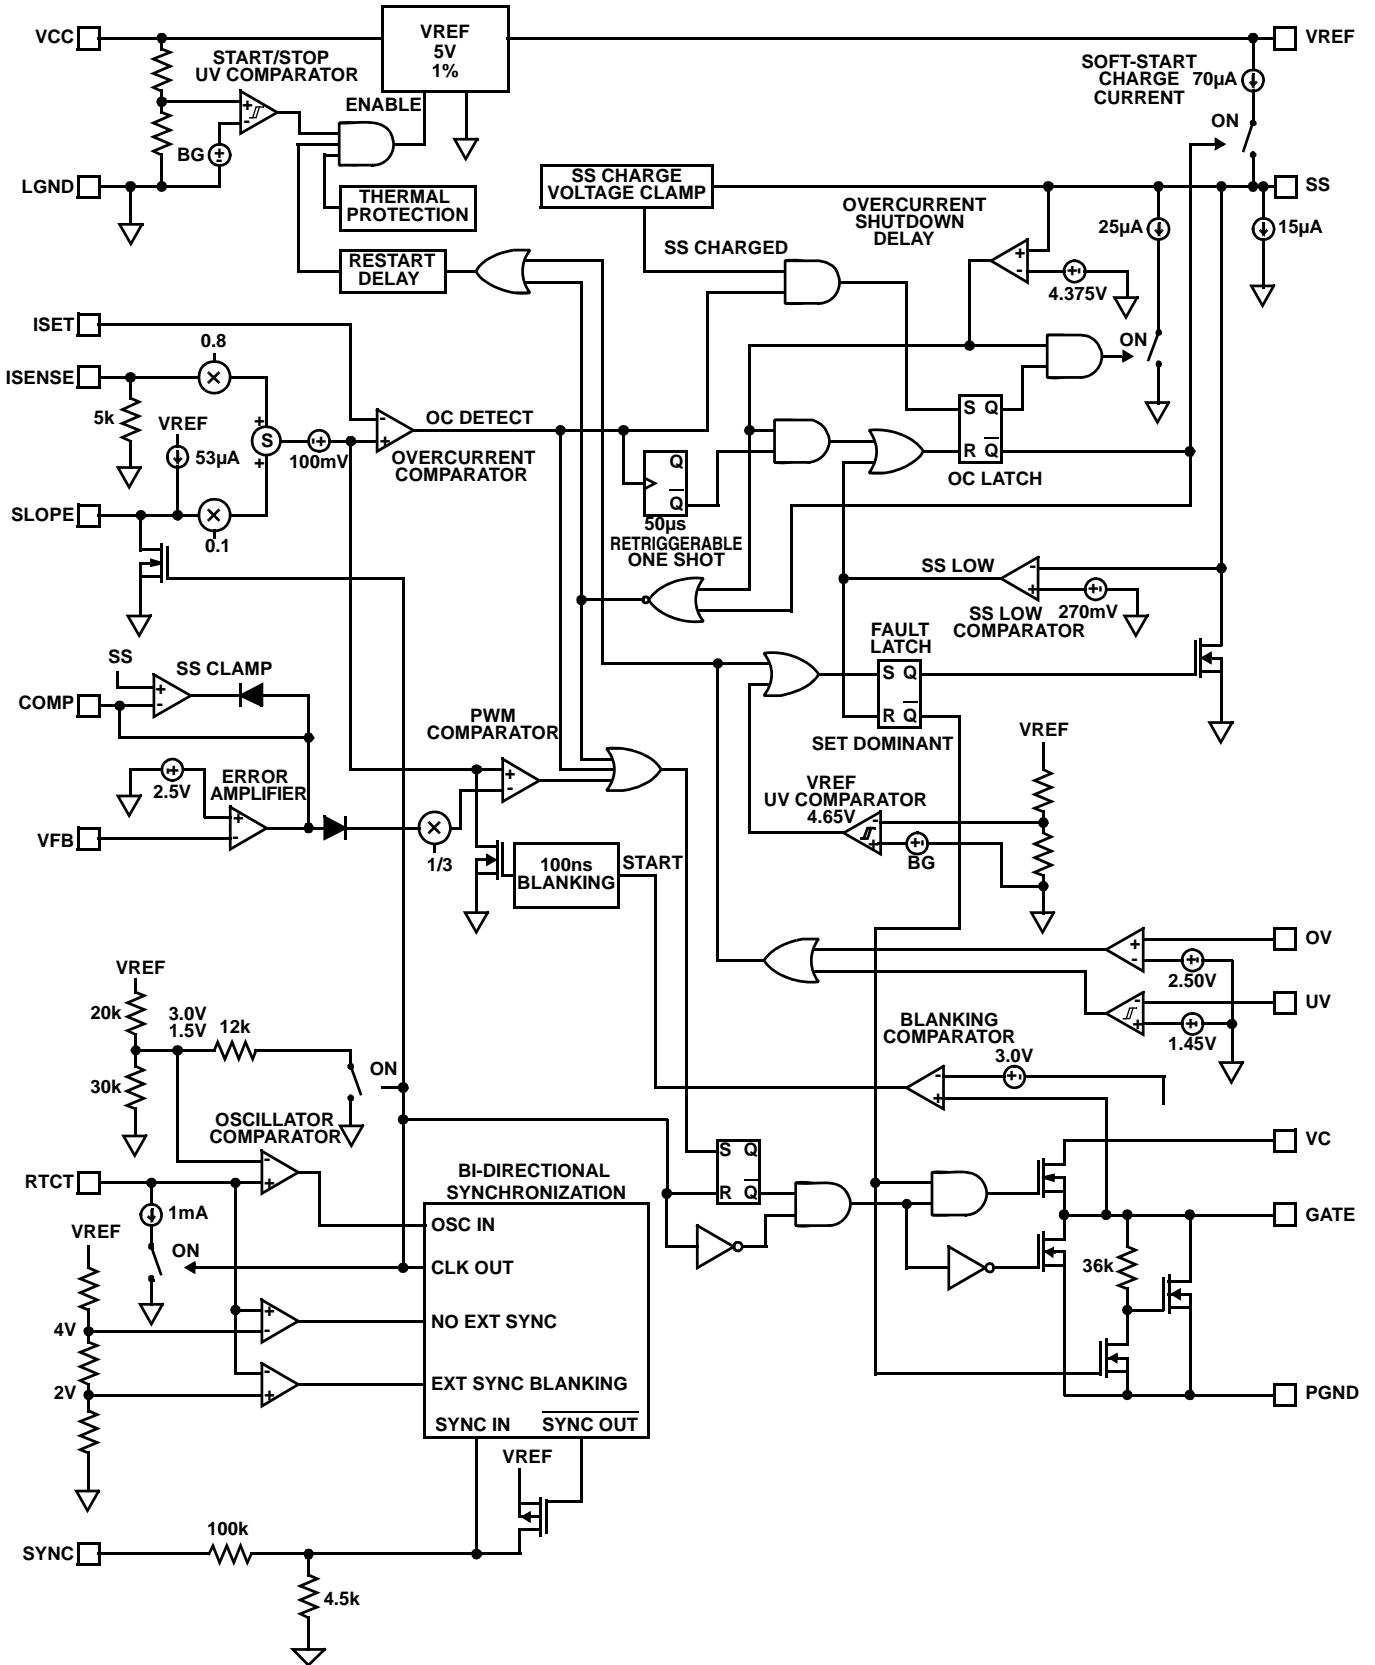 VCC
VREF
5V
1%
VREF
START/STOP
UV COMPARATOR
SOFT-START
CHARGE
CURRENT
70µA
ENABLE
ON
+
-
BG
LGND
THERMAL
PROTECTION
SS CHARGE
VOLTAGE CLAMP
SS
OVERCURRENT
SHUTDOWN
DELAY
25µA
15µA
SS CHARGED
RESTART
DELAY
+
-
4.375V
ISET
0.8
ON
ISENSE
×
5k
VREF
53µA
+
S
+
100mV
-
+
OC DETECT
OVERCURRENT
COMPARATOR
S Q
R Q
OC LATCH
Q
Q
50µs
RETRIGGERABLE
ONE SHOT
SLOPE
×
0.1
SS LOW
-
+
SS LOW
COMPARATOR
270mV
FAULT
LATCH
S Q
R Q
SET DOMINANT
SS
SS CLAMP
COMP
+
-
PWM
COMPARATOR
VREF
2.5V
ERROR
AMPLIFIER
+
-
+
-
VREF
UV COMPARATOR
4.65V
-
+
BG
VFB
×
1/3
100ns
BLANKING
START
OV
+
-
2.50V
UV
-
+
1.45V
VREF
20k
3.0V
1.5V
12k
30k
ON
BLANKING
COMPARATOR
3.0V
-
+
OSCILLATOR
COMPARATOR
-
+
VC
S Q
R Q
RTCT
BI-DIRECTIONAL
SYNCHRONIZATION
1mA
OSC IN
GATE
VREF
ON
CLK OUT
36k
4V
+
-
NO EXT SYNC
2V
-
+
EXT SYNC BLANKING
PGND
SYNC IN
SYNC OUT
VREF
SYNC
100k
4.5k